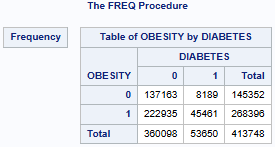 The FREQ Procedure
Frequency
Table of OBESITY by DIABETES
DIABETES
OBESITY 0 1 Total
0 137163 8189 145352
1 222935 45461 268396
Total 360098 53650 413748